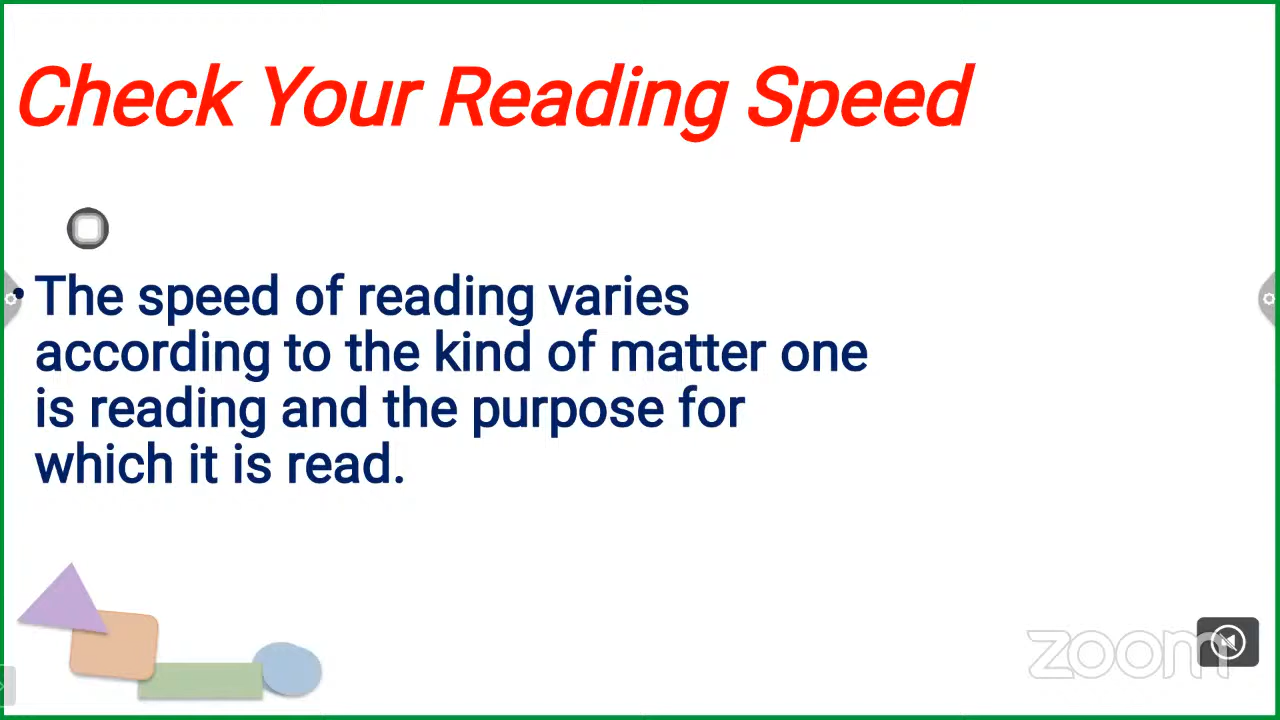 Check Your Reading Speed
• The speed of reading varies
according to the kind of matter one
is reading and the purpose for
which it is read.
zoom